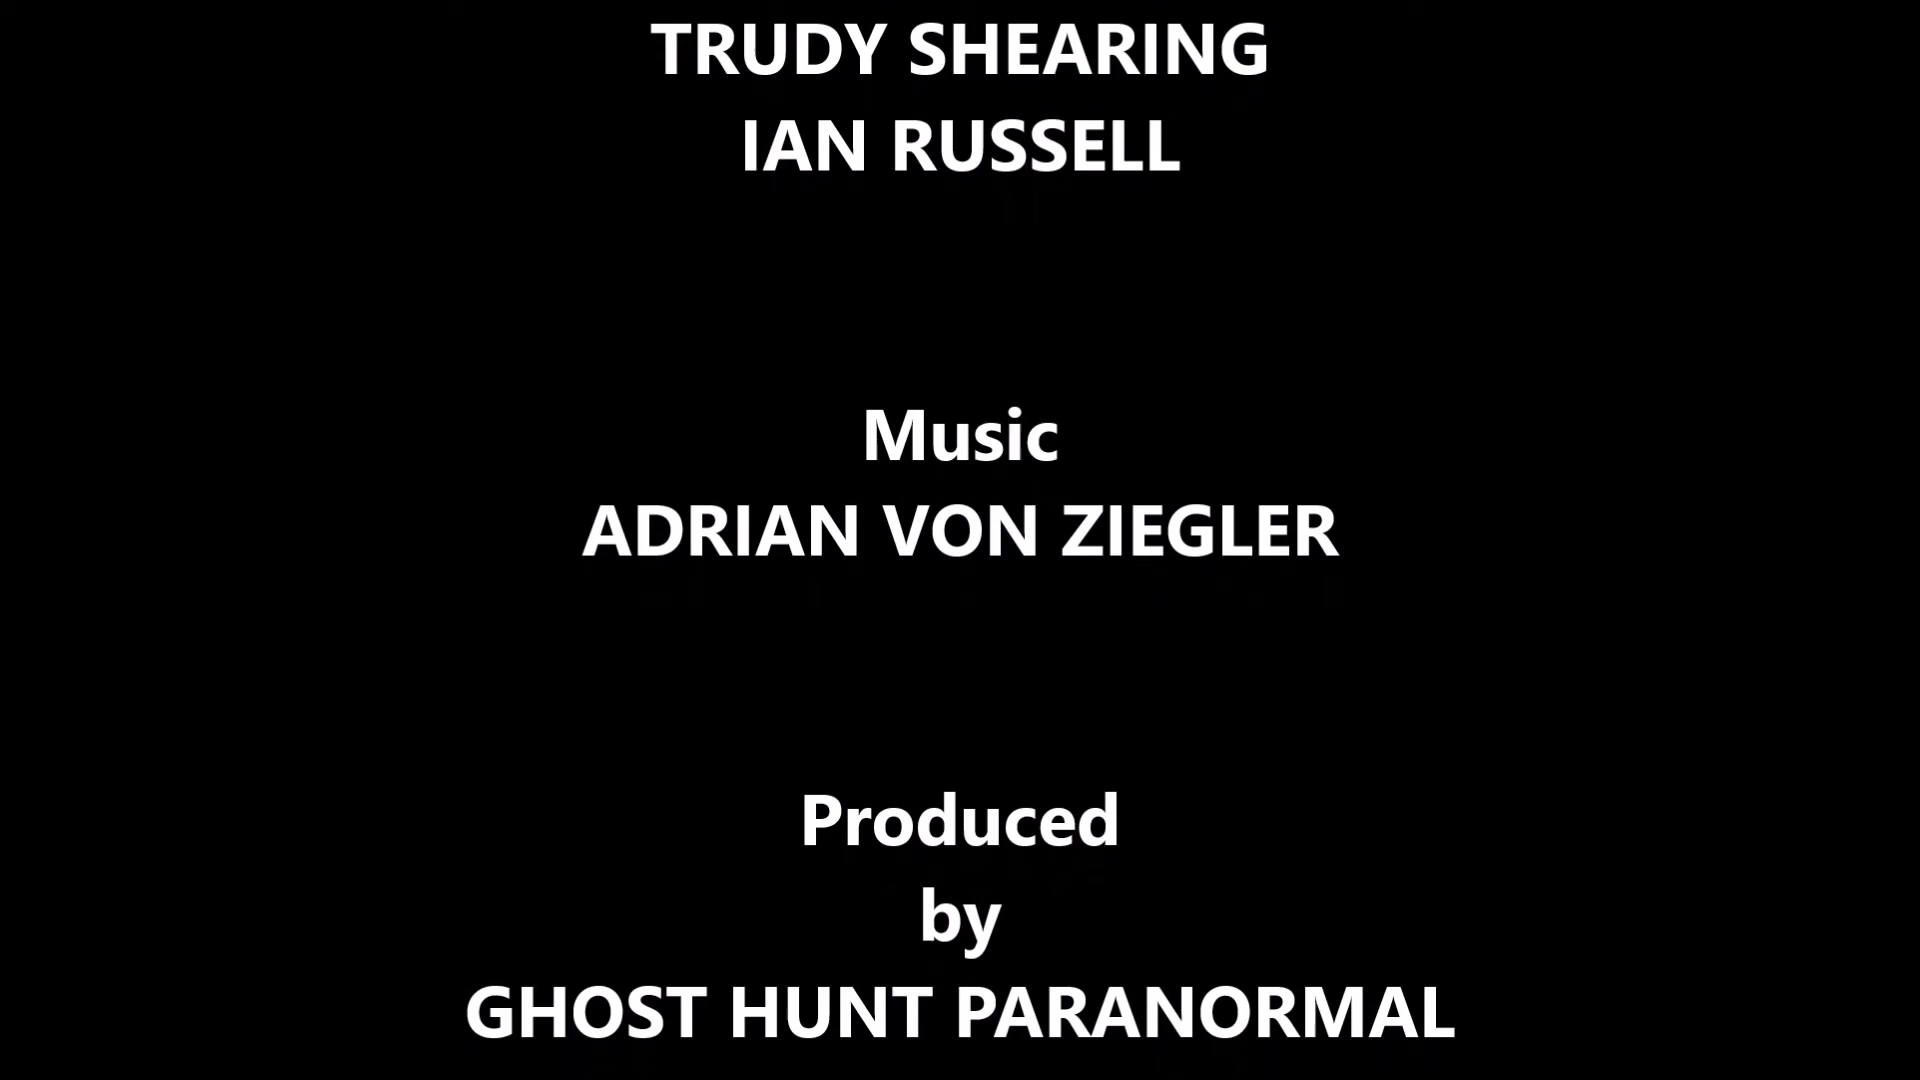 TRUDY SHEARING
IAN RUSSELL
Music
ADRIAN VON ZIEGLER
Produced
by
GHOST HUNT PARANORMAL